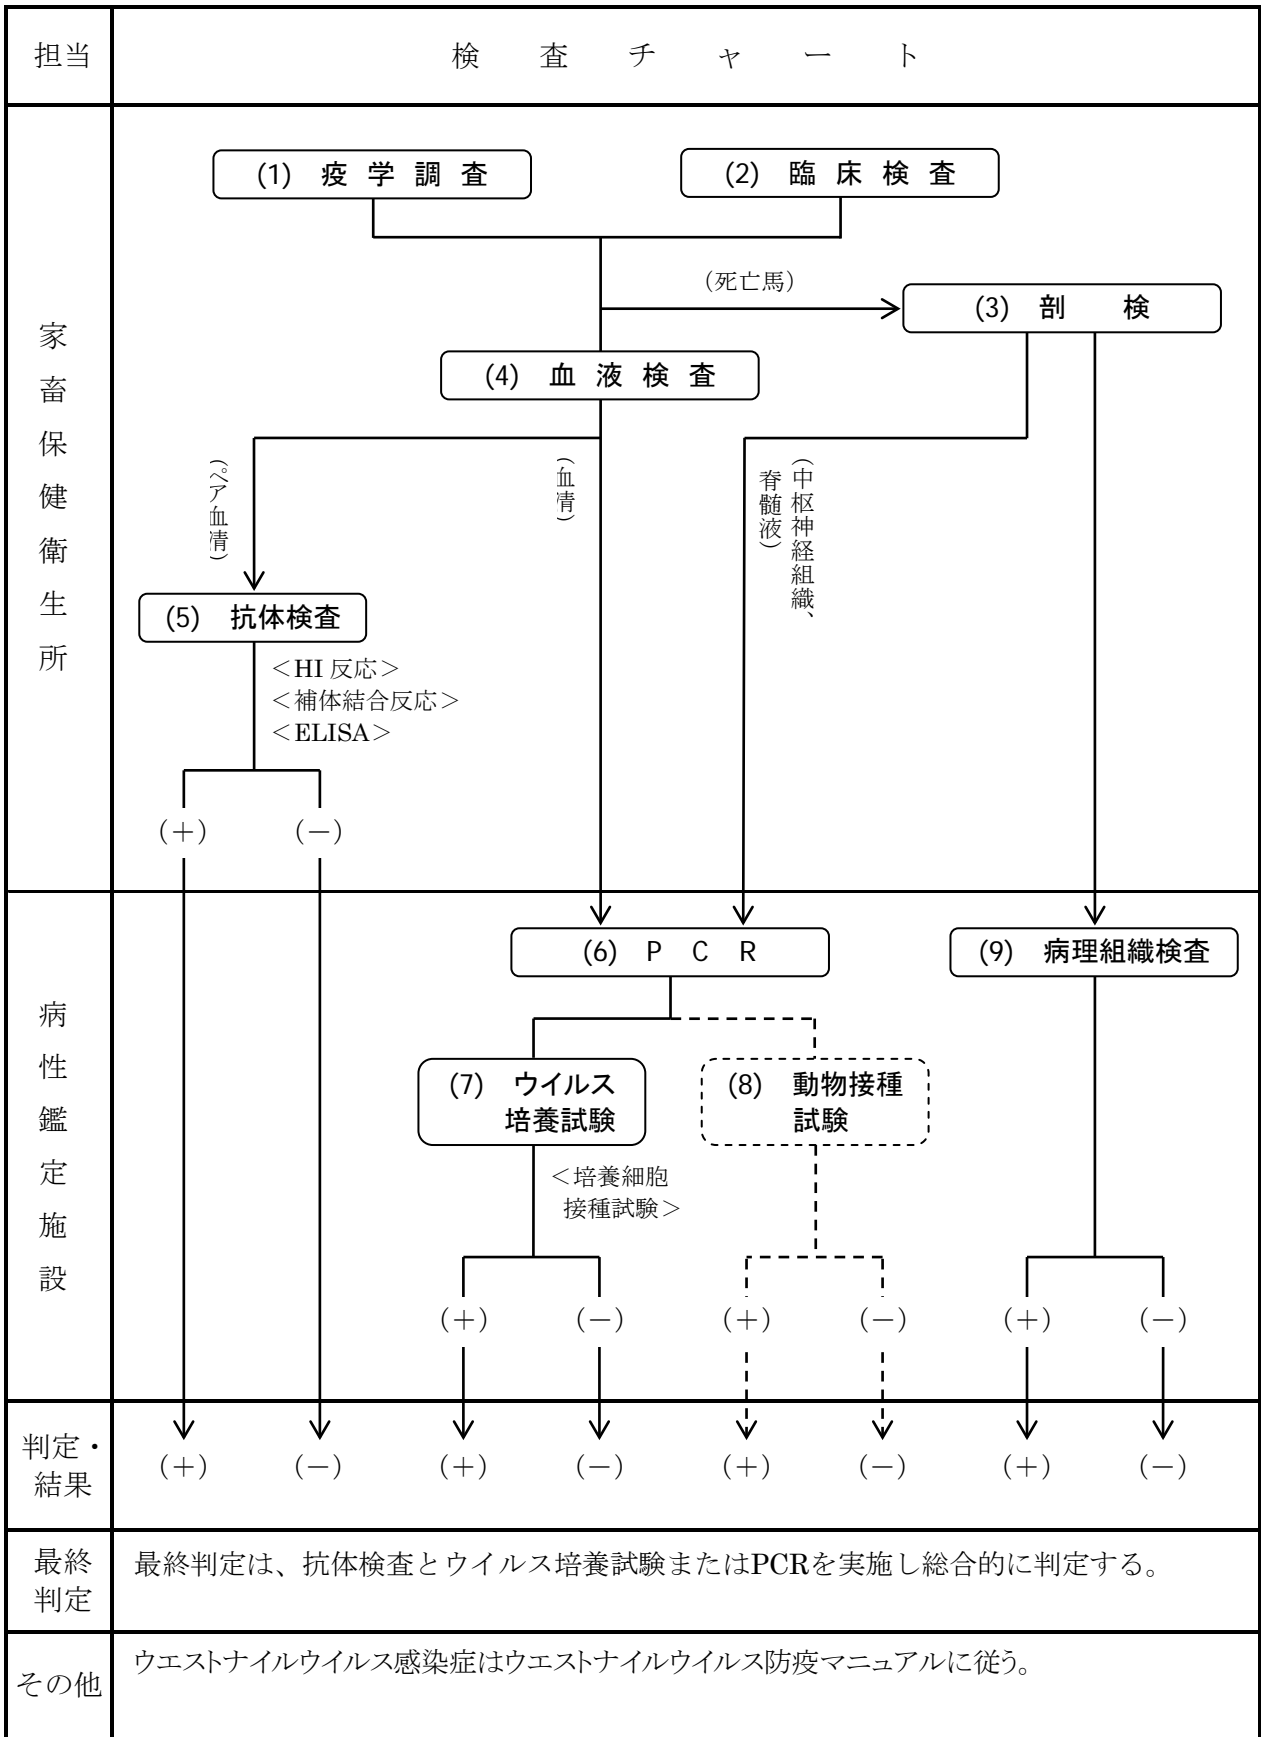 担当
検査チャート
家畜保健衛生所
(1) 疫学調査
(2) 臨床検査
(死亡馬)
(3) 剖検
(4) 血液検査
(ペア血清)
(血清)
(中枢神経組織、
脊髄液)
(5) 抗体検査
＜HI 反応＞
＜補体結合反応＞
＜ELISA＞
(＋)
(－)
病性鑑定施設
(6) PCR
(9) 病理組織検査
(7) ウイルス
培養試験
(8) 動物接種
試験
＜培養細胞
接種試験＞
(＋)
(－)
(＋)
(－)
(＋)
(－)
判定・
結果
(＋)
(－)
(＋)
(－)
(＋)
(－)
(＋)
(－)
最終
判定
最終判定は、抗体検査とウイルス培養試験またはPCRを実施し総合的に判定する。
その他
ウエストナイルウイルス感染症はウエストナイルウイルス防疫マニュアルに従う。